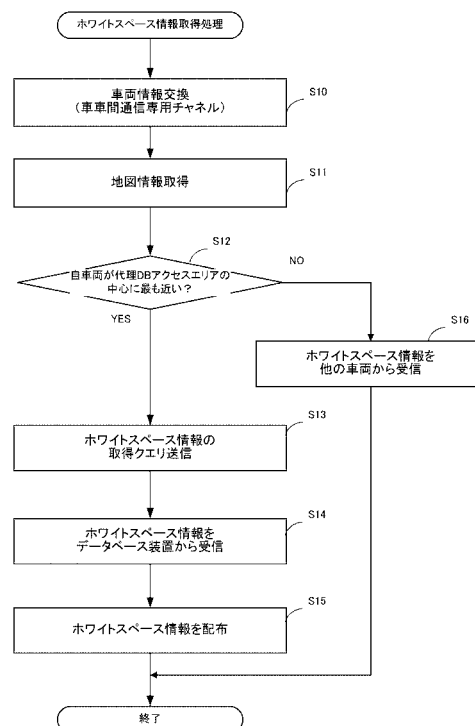 ホワイトスペース情報取得処理
車両情報交換
(車車間通信専用チャネル)
S10
地図情報取得
S11
S12
自車両が代理DBアクセスエリアの
中心に最も近い?
NO
YES
S16
ホワイトスペース情報を
他の車両から受信
S13
ホワイトスペース情報の
取得クエリ送信
S14
ホワイトスペース情報を
データベース装置から受信
S15
ホワイトスペース情報を配布
終了